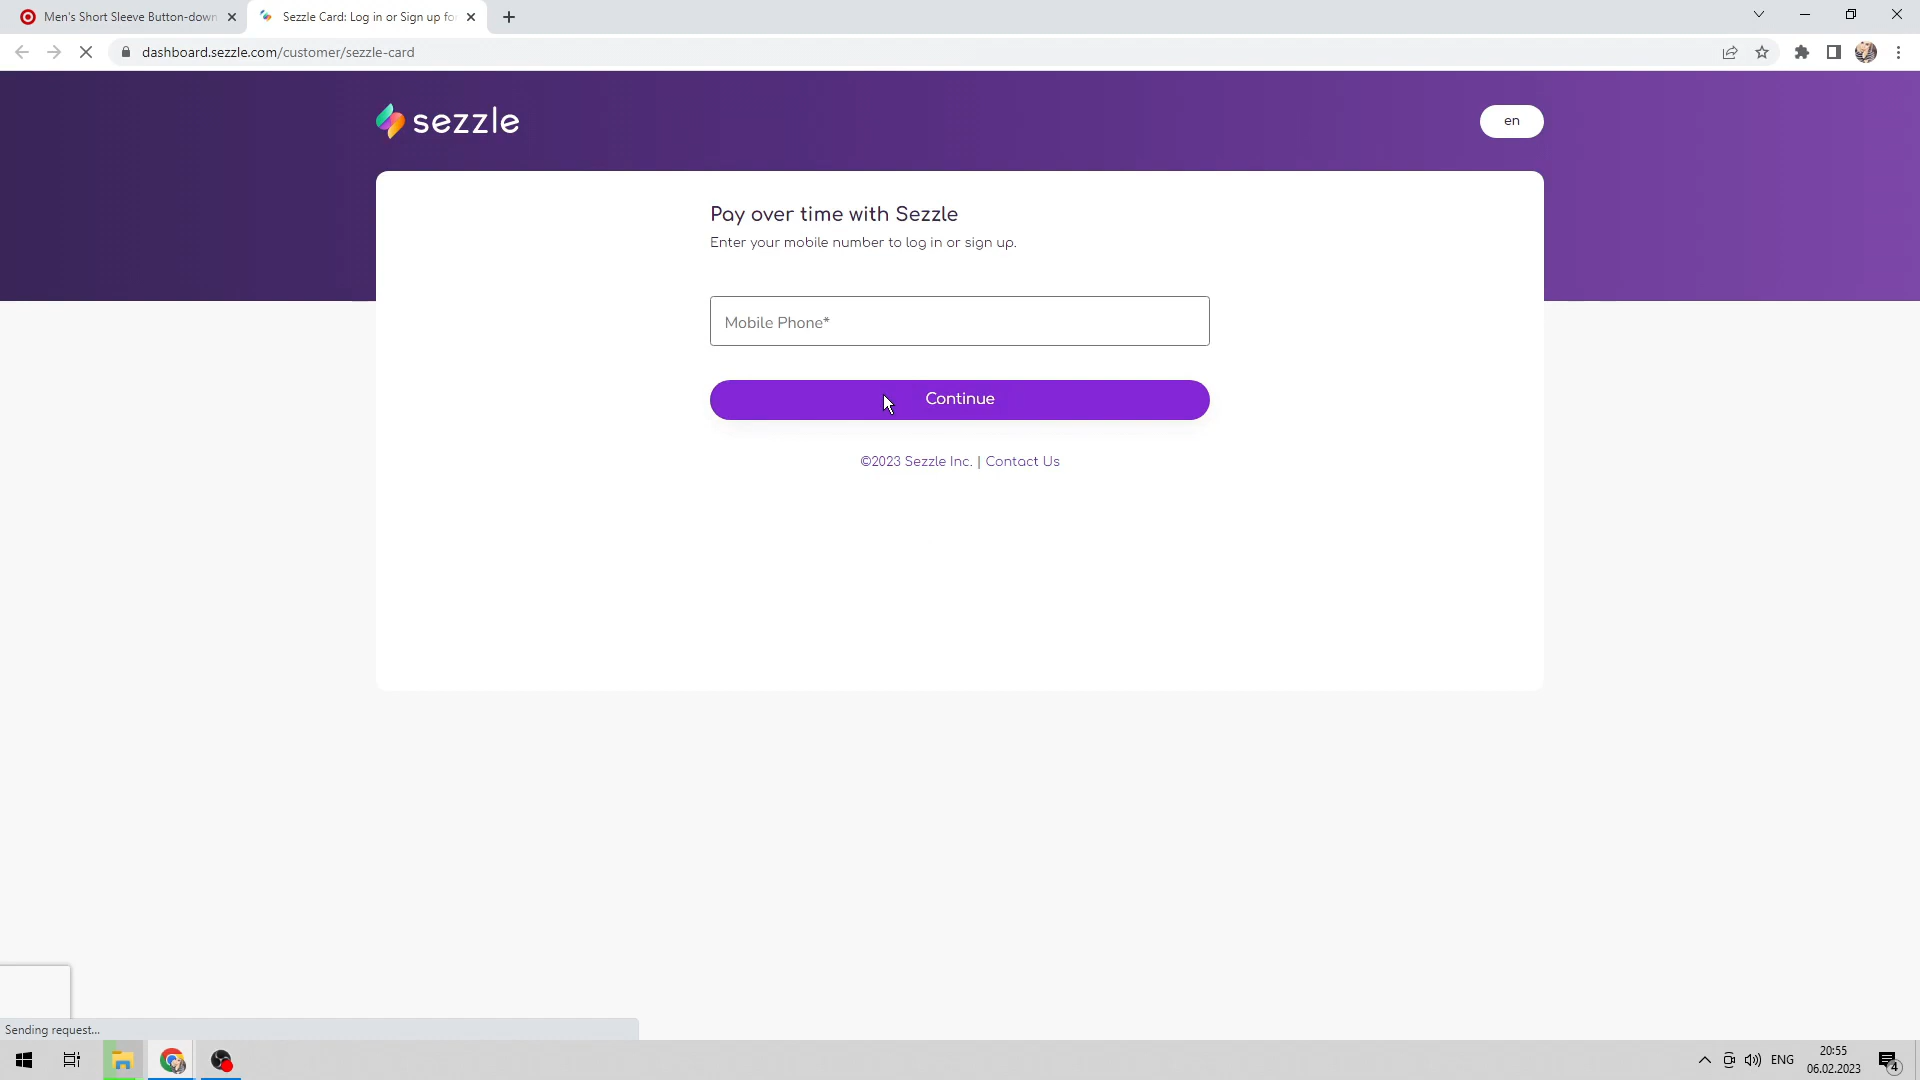 Men's Short Sleeve Button-down
Sezzle Card: Log in or Sign up for
dashboard.sezzle.com/customer/sezzle-card
sezzle
en
Pay over time with Sezzle
Enter your mobile number to log in or sign up.
Mobile Phone*
Continue
©2023 Sezzle Inc. | Contact Us
Sending request...
ENG
20:55
06.02.2023
4